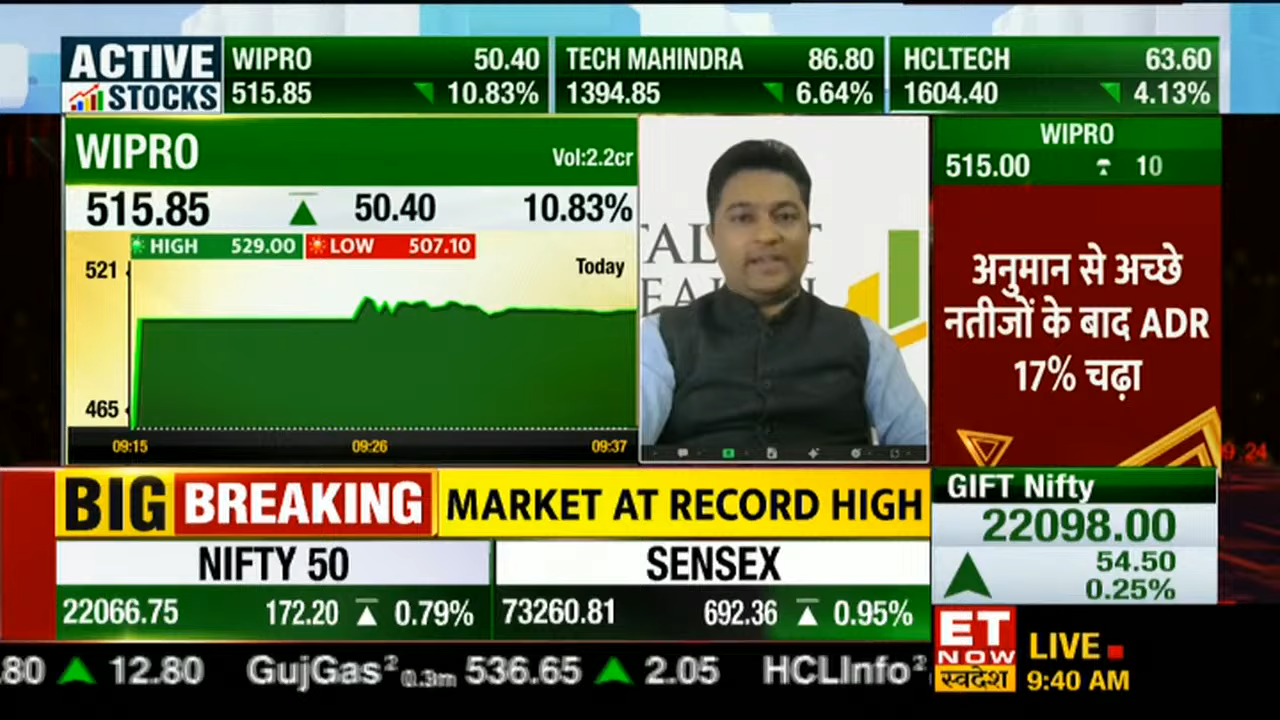 ACTIVE
STOCKS
WIPRO 50.40
515.85 10.83%
TECH MAHINDRA 86.80
1394.85 6.64%
HCLTECH 63.60
1604.40 4.13%
WIPRO
Vol:2.2cr
515.85 50.40 10.83%
HIGH 529.00 LOW 507.10
521
Today
465
09:15 09:26 09:37
WIPRO
515.00 10
अनुमान से अच्छे
नतीजों के बाद ADR
17% चढ़ा
BIG BREAKING
MARKET AT RECORD HIGH
NIFTY 50
22066.75 172.20 0.79%
SENSEX
73260.81 692.36 0.95%
GIFT Nifty
22098.00
54.50
0.25%
.80 12.80 GujGas² 0.3m 536.65 2.05 HCLInfo²
ET
NOW
स्वदेश
LIVE
9:40 AM